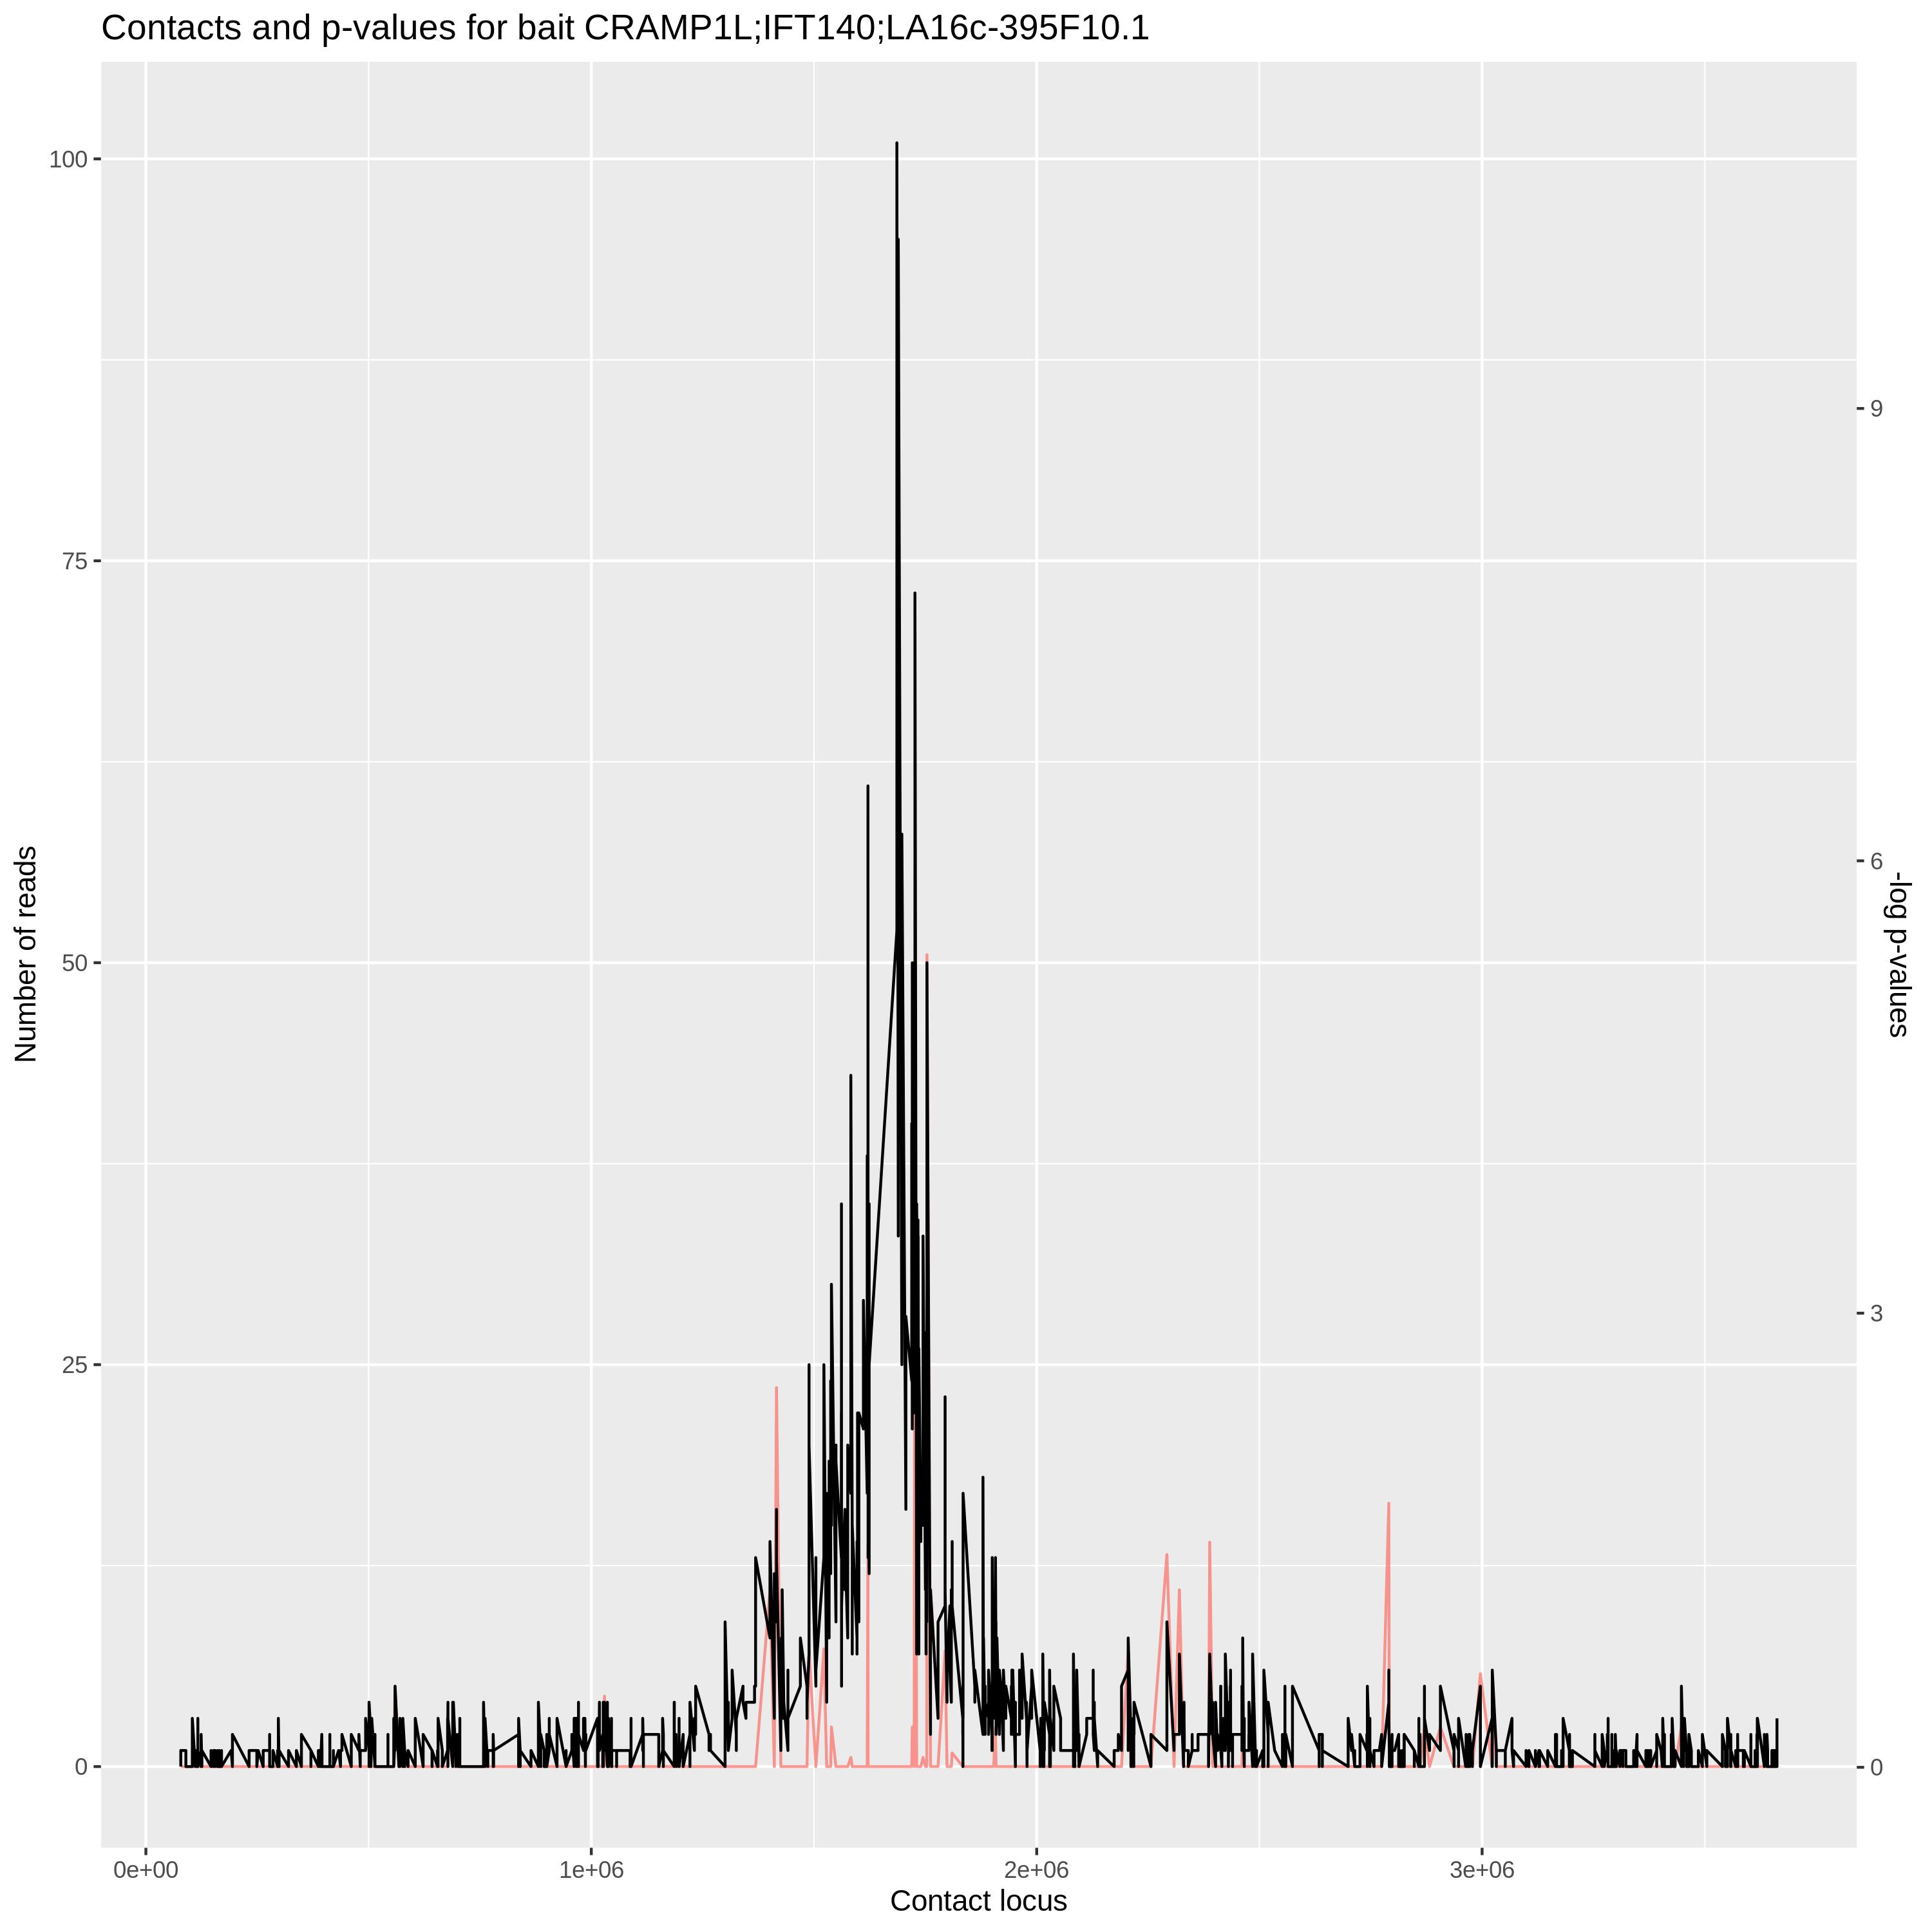 Contacts and p-values for bait CRAMP1L;IFT140;LA16c-395F10.1
100
75
50
25
0
Number of reads
9
6
3
0
-log p-values
0e+00
1e+06
2e+06
3e+06
Contact locus